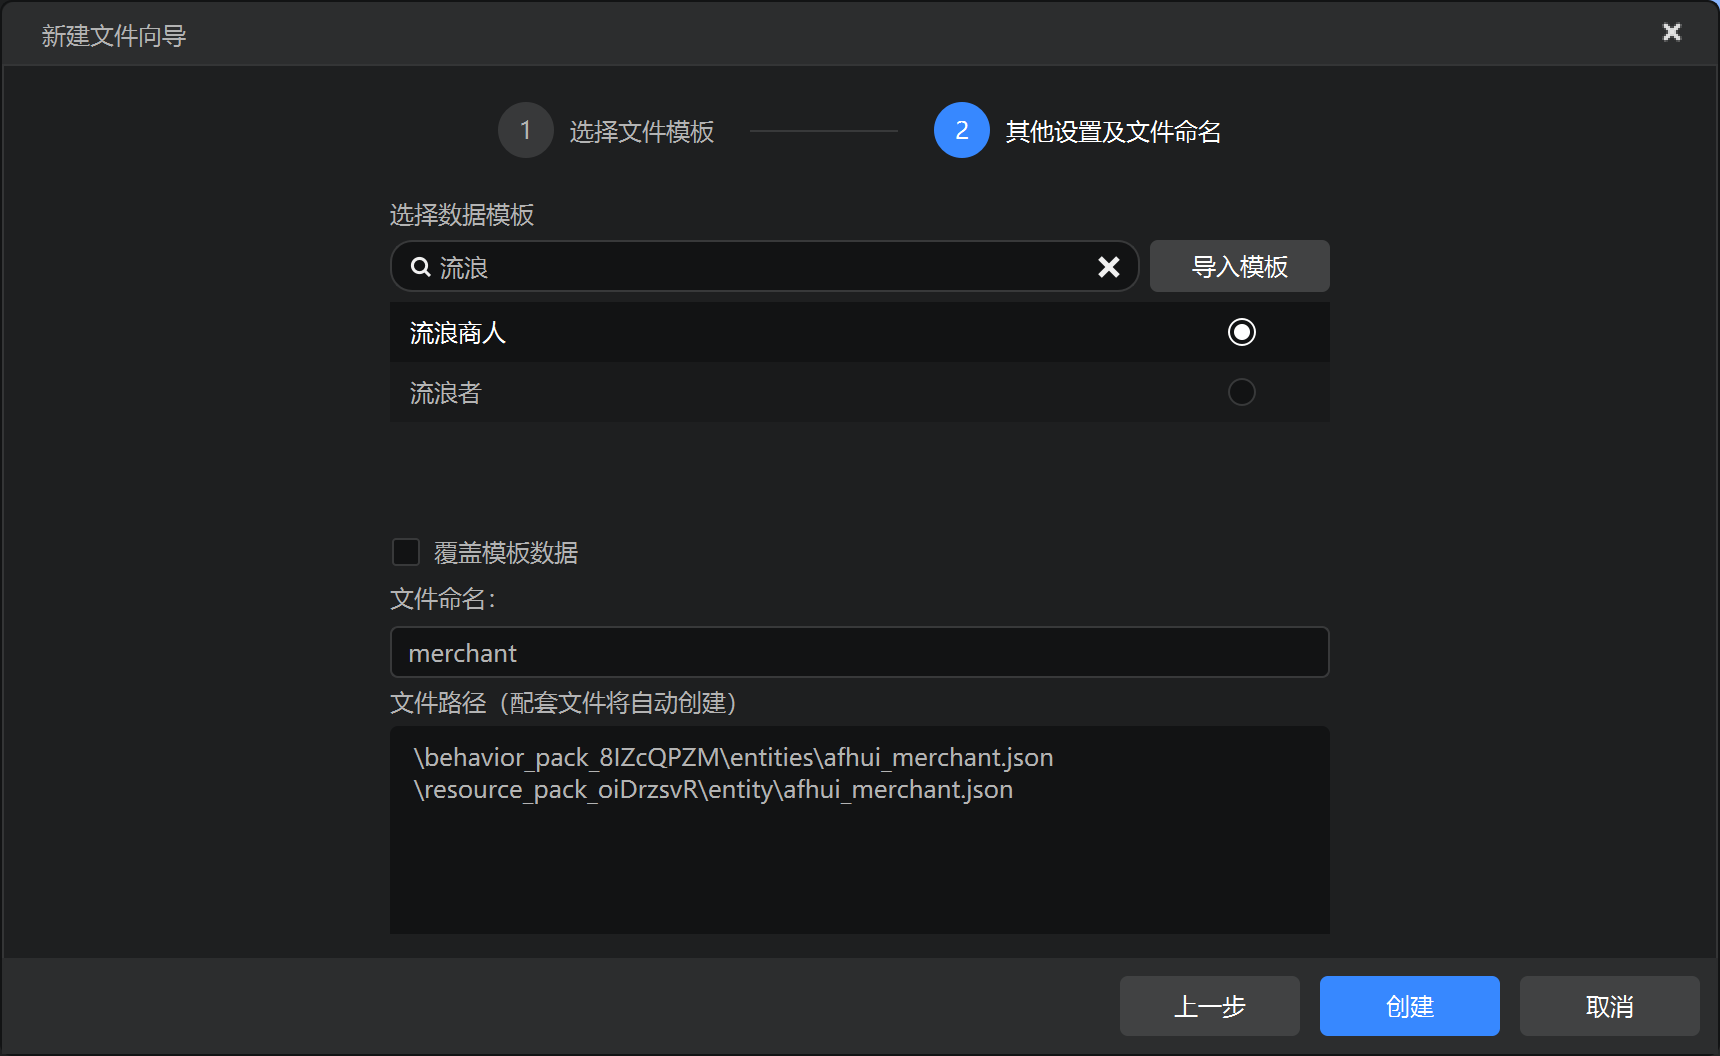 新建文件向导
1 选择文件模板
2 其他设置及文件命名
选择数据模板
流浪
导入模板
流浪商人
流浪者
覆盖模板数据
文件命名：
merchant
文件路径（配套文件将自动创建）
\behavior_pack_8IZcQPZM\entities\afhui_merchant.json
\resource_pack_oiDrzsvR\entity\afhui_merchant.json
上一步
创建
取消